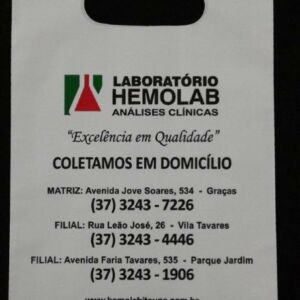 LABORATÓRIO
HEMOLAB
ANÁLISES CLÍNICAS
"Excelência em Qualidade"
COLETAMOS EM DOMICÍLIO
MATRIZ: Avenida Jove Soares, 534 - Graças
(37) 3243 - 7226
FILIAL: Rua Leão José, 26 - Vila Tavares
(37) 3243 - 4446
FILIAL: Avenida Faria Tavares, 535 - Parque Jardim
(37) 3243 - 1906